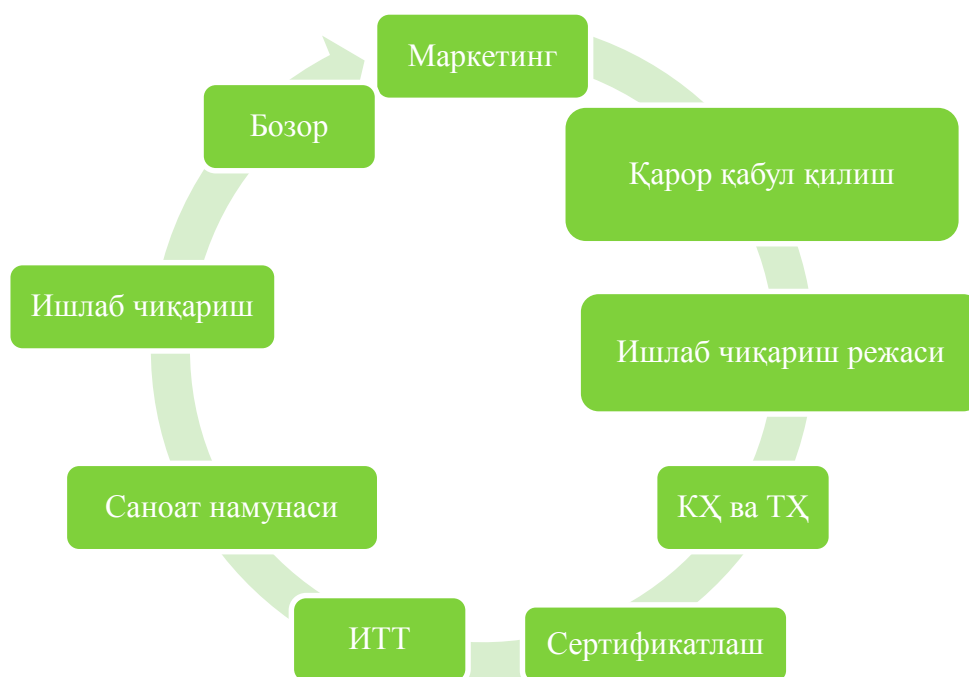 Маркетинг
Қарор қабул қилиш
Ишлаб чиқариш режаси
КҲ ва ТҲ
Сертификатлаш
ИТТ
Саноат намунаси
Ишлаб чиқариш
Бозор